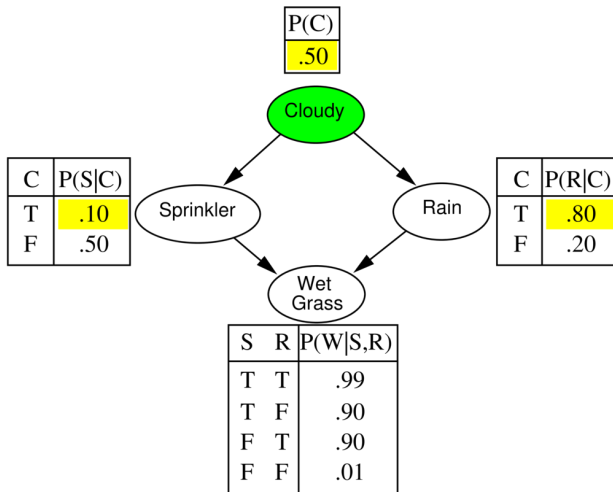 P(C)
.50
Cloudy
C P(S|C)
T .10
F .50
Sprinkler
Rain
C P(R|C)
T .80
F .20
Wet
Grass
S R P(W|S,R)
T T .99
T F .90
F T .90
F F .01